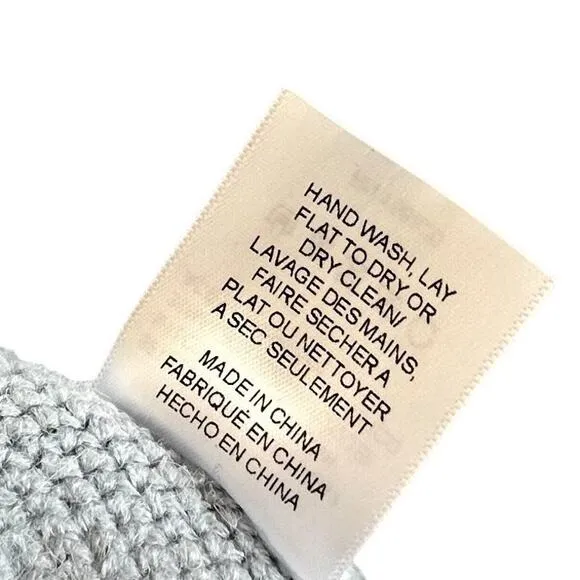 HAND WASH, LAY
FLAT TO DRY OR
DRY CLEAN/
LAVAGE DES MAINS,
FAIRE SECHER A
PLAT OU NETTOYER
A SEC SEULEMENT
MADE IN CHINA
FABRIQUÉ EN CHINA
HECHO EN CHINA